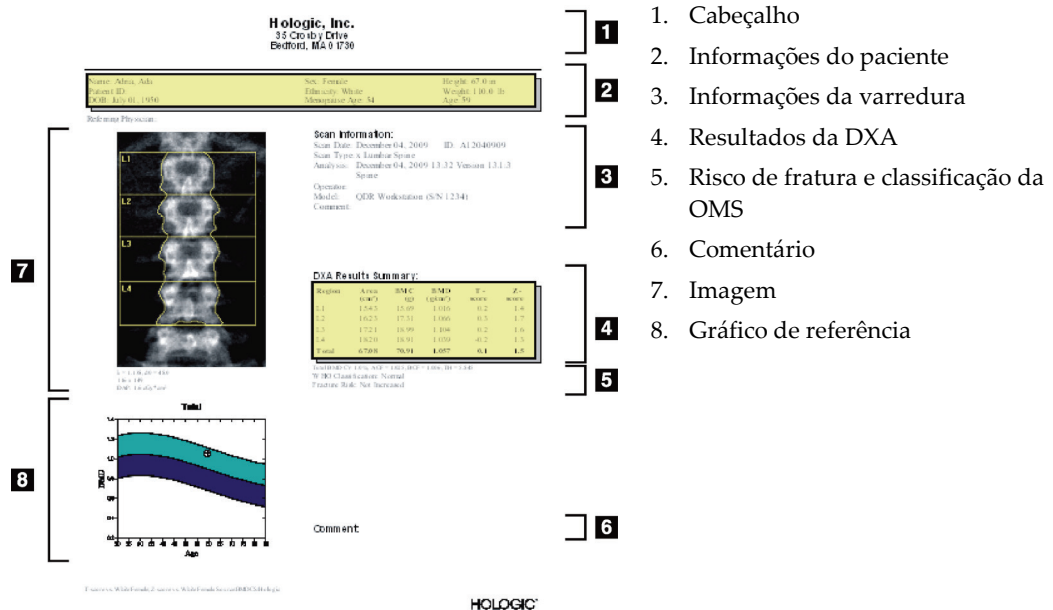 Hologic, Inc.
35 Crosby Drive
Bedford, MA 01730
1
Name: Adea, Ada Sex: Female Height: 67.0 in
Patient ID: Ethnicity: White Weight: 110.0 lb
DOB: July 01, 1950 Menopause Age: 54 Age: 59
2
Referring Physician:
7
L1
L2
L3
L4
Scan Information:
Scan Date: December 04, 2009 ID: A12040909
Scan Type: x Lumbar Spine
Analysis: December 04, 2009 13:32 Version 13.1:3
Spine
Operator:
Model: QDR Workstation (S/N 1234)
Comment:
3
DXA Results Summary:
Region Area (cm²) BMC (g) BMD (g/cm²) T - score Z - score
L1 15.45 15.69 1.016 0.2 1.4
L2 16.23 17.31 1.066 0.3 1.7
L3 17.21 18.99 1.104 0.2 1.6
L4 18.20 18.91 1.039 -0.2 1.3
Total 67.08 70.91 1.057 0.1 1.5
4
WHO Classification: Normal
Fracture Risk: Not Increased
5
8
Total
BMD
Age
Comment:
6
HOLOGIC
1. Cabeçalho
2. Informações do paciente
3. Informações da varredura
4. Resultados da DXA
5. Risco de fratura e classificação da
OMS
6. Comentário
7. Imagem
8. Gráfico de referência